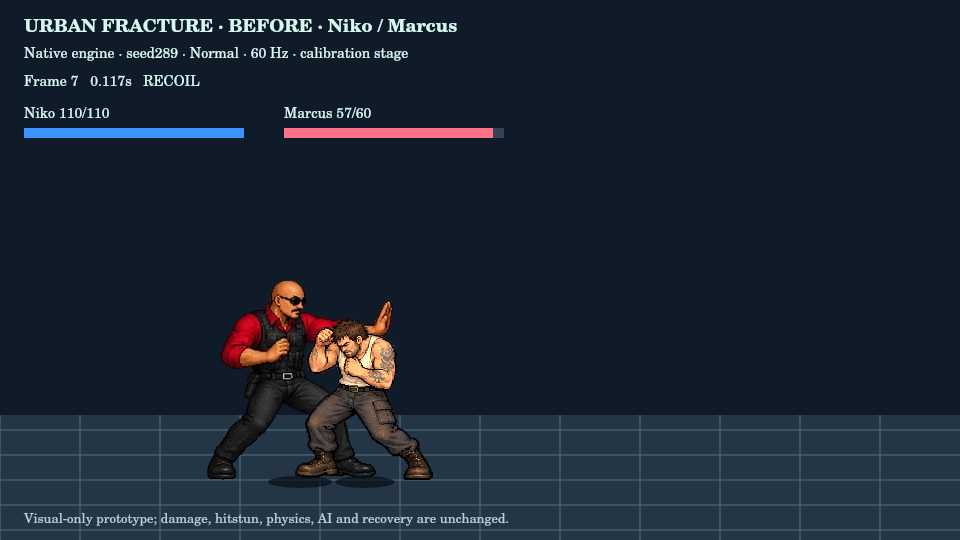 URBAN FRACTURE · BEFORE · Niko / Marcus
Native engine · seed289 · Normal · 60 Hz · calibration stage
Frame 7 0.117s RECOIL
Niko 110/110 Marcus 57/60
Visual-only prototype; damage, hitstun, physics, AI and recovery are unchanged.